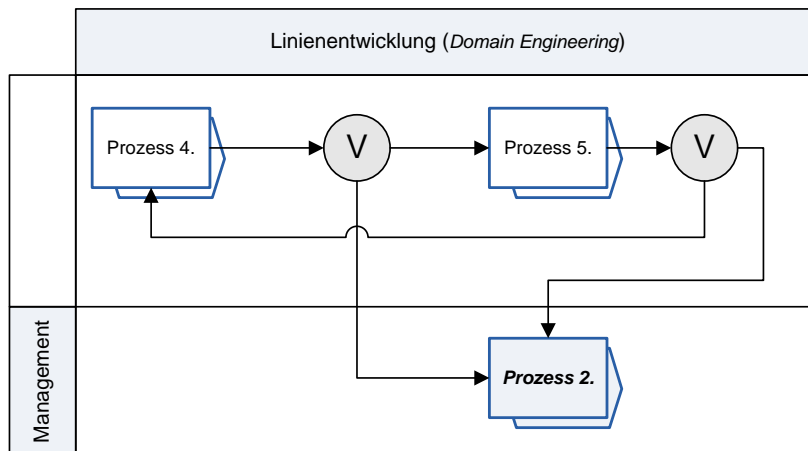 Linienentwicklung (Domain Engineering)
Prozess 4.
V
Prozess 5.
V
Management
Prozess 2.